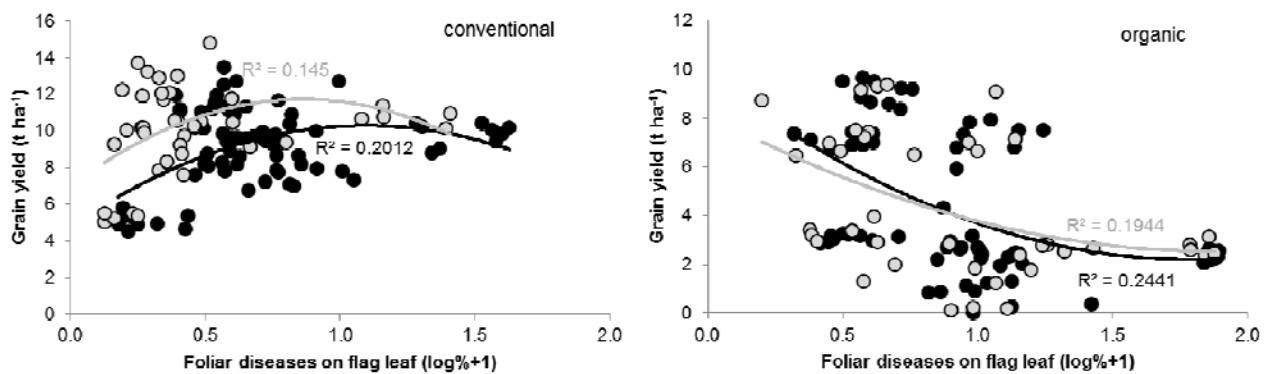 conventional
Grain yield (t ha⁻¹)
16
14
12
10
8
6
4
2
0
R² = 0.145
R² = 0.2012
0.0 0.5 1.0 1.5 2.0
Foliar diseases on flag leaf (log%+1)
organic
Grain yield (t ha⁻¹)
12
10
8
6
4
2
0
R² = 0.1944
R² = 0.2441
0.0 0.5 1.0 1.5 2.0
Foliar diseases on flag leaf (log%+1)